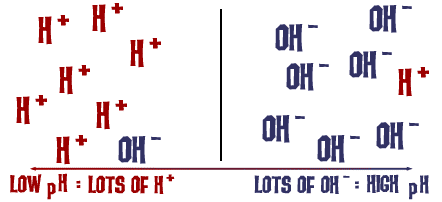 H⁺ H⁺ OH⁻ OH⁻
H⁺ OH⁻
H⁺ OH⁻ H⁺
H⁺ H⁺ OH⁻ OH⁻
H⁺ OH⁻ OH⁻
LOW pH = LOTS OF H⁺ LOTS OF OH⁻ = HIGH pH